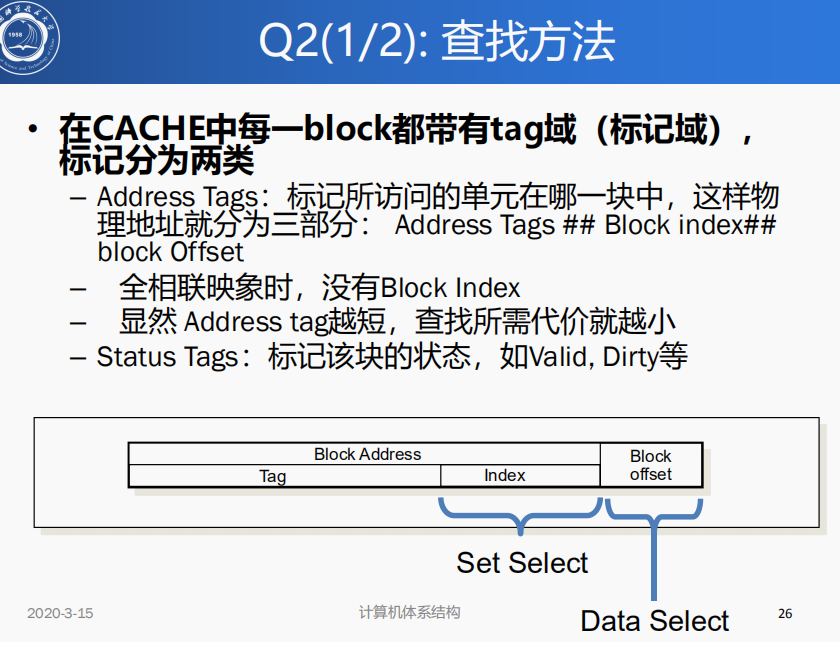 Q2(1/2): 查找方法
• 在CACHE中每一block都带有tag域（标记域），
标记分为两类
– Address Tags：标记所访问的单元在哪一块中，这样物
理地址就分为三部分： Address Tags ## Block index##
block Offset
– 全相联映象时，没有Block Index
– 显然 Address tag越短，查找所需代价就越小
– Status Tags：标记该块的状态，如Valid, Dirty等
Block Address
Block
offset
Tag
Index
Set Select
Data Select
2020-3-15
计算机体系结构
26
1958